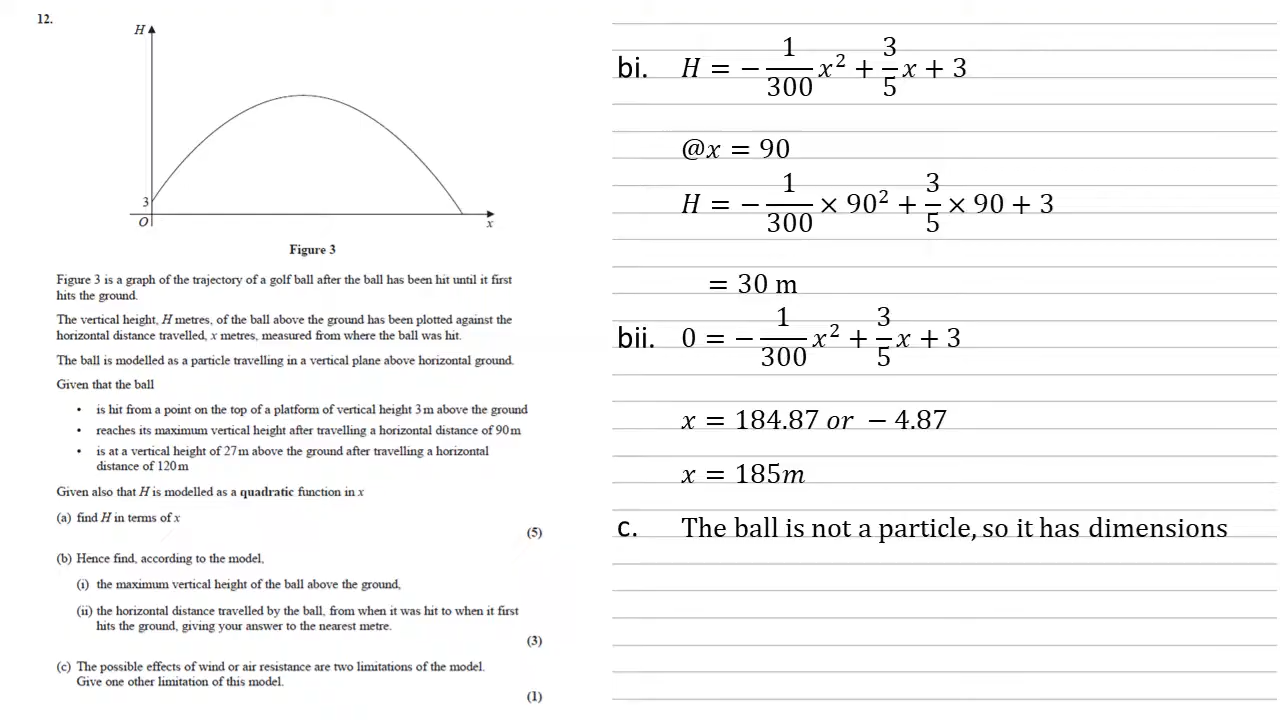 12.
H
3
O
x
Figure 3
Figure 3 is a graph of the trajectory of a golf ball after the ball has been hit until it first
hits the ground.
The vertical height, H metres, of the ball above the ground has been plotted against the
horizontal distance travelled, x metres, measured from where the ball was hit.
The ball is modelled as a particle travelling in a vertical plane above horizontal ground.
Given that the ball
• is hit from a point on the top of a platform of vertical height 3 m above the ground
• reaches its maximum vertical height after travelling a horizontal distance of 90 m
• is at a vertical height of 27 m above the ground after travelling a horizontal
distance of 120 m
Given also that H is modelled as a quadratic function in x
(a) find H in terms of x
(5)
(b) Hence find, according to the model,
(i) the maximum vertical height of the ball above the ground,
(ii) the horizontal distance travelled by the ball, from when it was hit to when it first
hits the ground, giving your answer to the nearest metre.
(3)
(c) The possible effects of wind or air resistance are two limitations of the model.
Give one other limitation of this model.
(1)
bi. H = −1/300 x² + 3/5 x + 3
@x = 90
H = −1/300 × 90² + 3/5 × 90 + 3
= 30 m
bii. 0 = −1/300 x² + 3/5 x + 3
x = 184.87 or − 4.87
x = 185m
c. The ball is not a particle, so it has dimensions